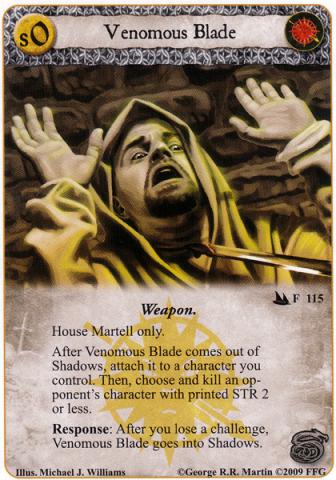 s0
Venomous Blade
F 115
Weapon.
House Martell only.
After Venomous Blade comes out of
Shadows, attach it to a character you
control. Then, choose and kill an op-
ponent's character with printed STR 2
or less.
Response: After you lose a challenge,
Venomous Blade goes into Shadows.
Illus. Michael J. Williams ©George R.R. Martin ©2009 FFG